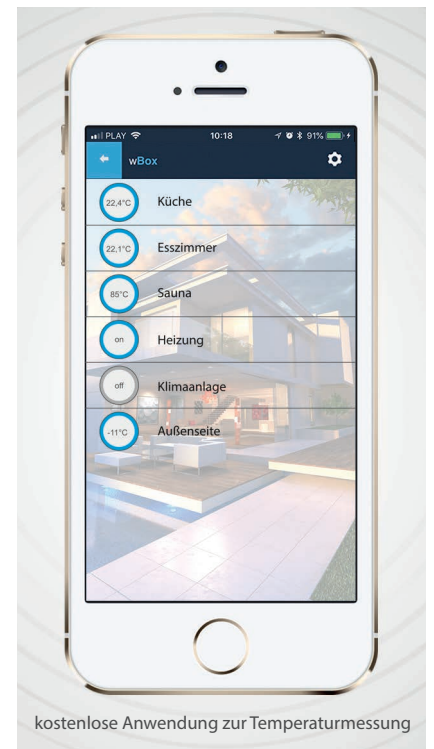 PLAY 10:18 91%
wBox
22,4°C Küche
22,1°C Esszimmer
85°C Sauna
on Heizung
off Klimaanlage
-11°C Außenseite
kostenlose Anwendung zur Temperaturmessung